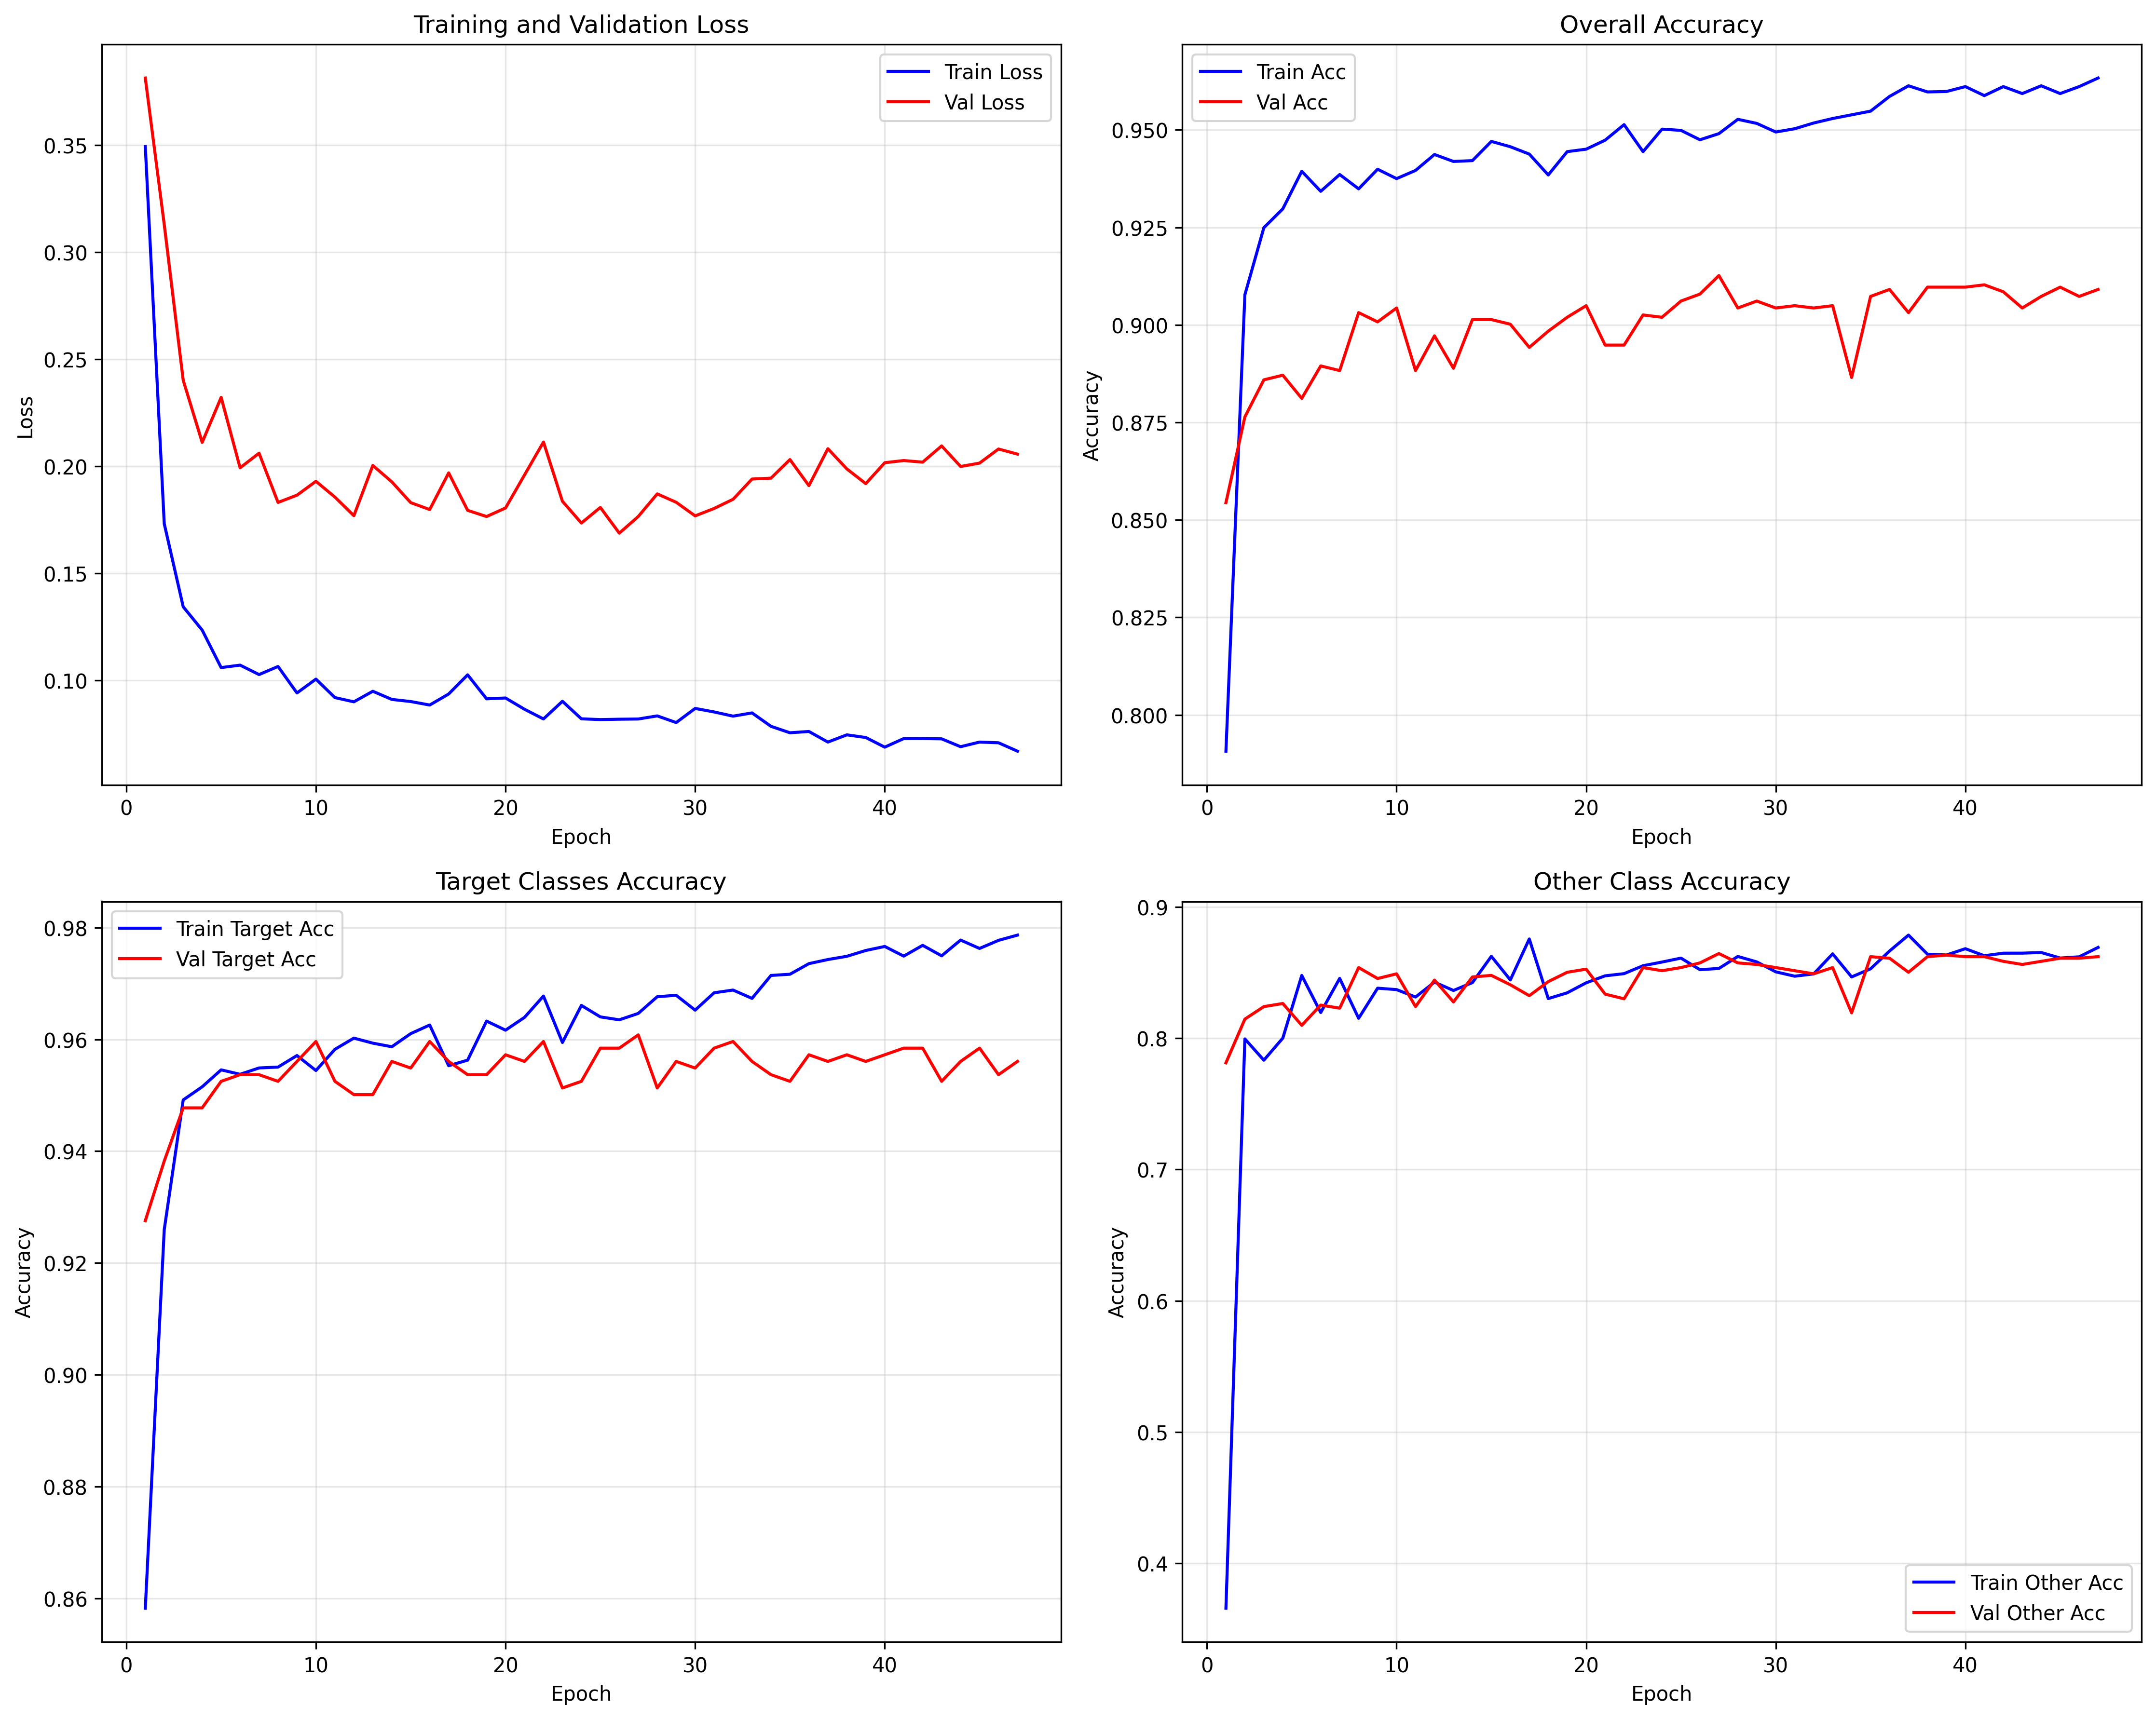 Training and Validation Loss
Train Loss
Val Loss
0.35
0.30
0.25
0.20
0.15
0.10
Loss
0
10
20
30
40
Epoch
Overall Accuracy
Train Acc
Val Acc
0.950
0.925
0.900
0.875
0.850
0.825
0.800
Accuracy
0
10
20
30
40
Epoch
Target Classes Accuracy
Train Target Acc
Val Target Acc
0.98
0.96
0.94
0.92
0.90
0.88
0.86
Accuracy
0
10
20
30
40
Epoch
Other Class Accuracy
0.9
0.8
0.7
0.6
0.5
0.4
Accuracy
Train Other Acc
Val Other Acc
0
10
20
30
40
Epoch